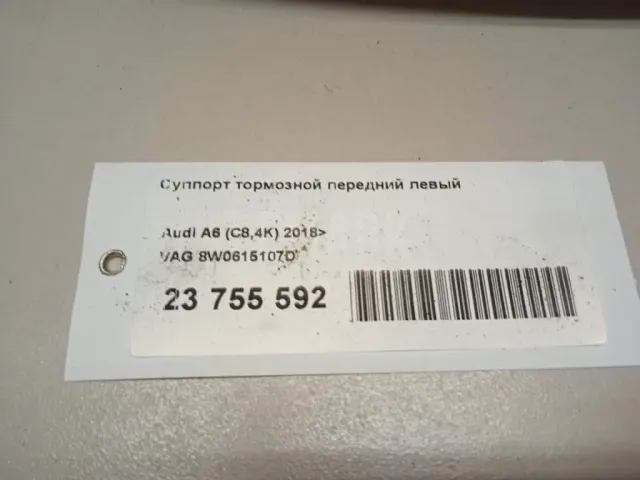 Суппорт тормозной передний левый
Audi A6 (C8,4K) 2018>
VAG 8W0615107D
23 755 592